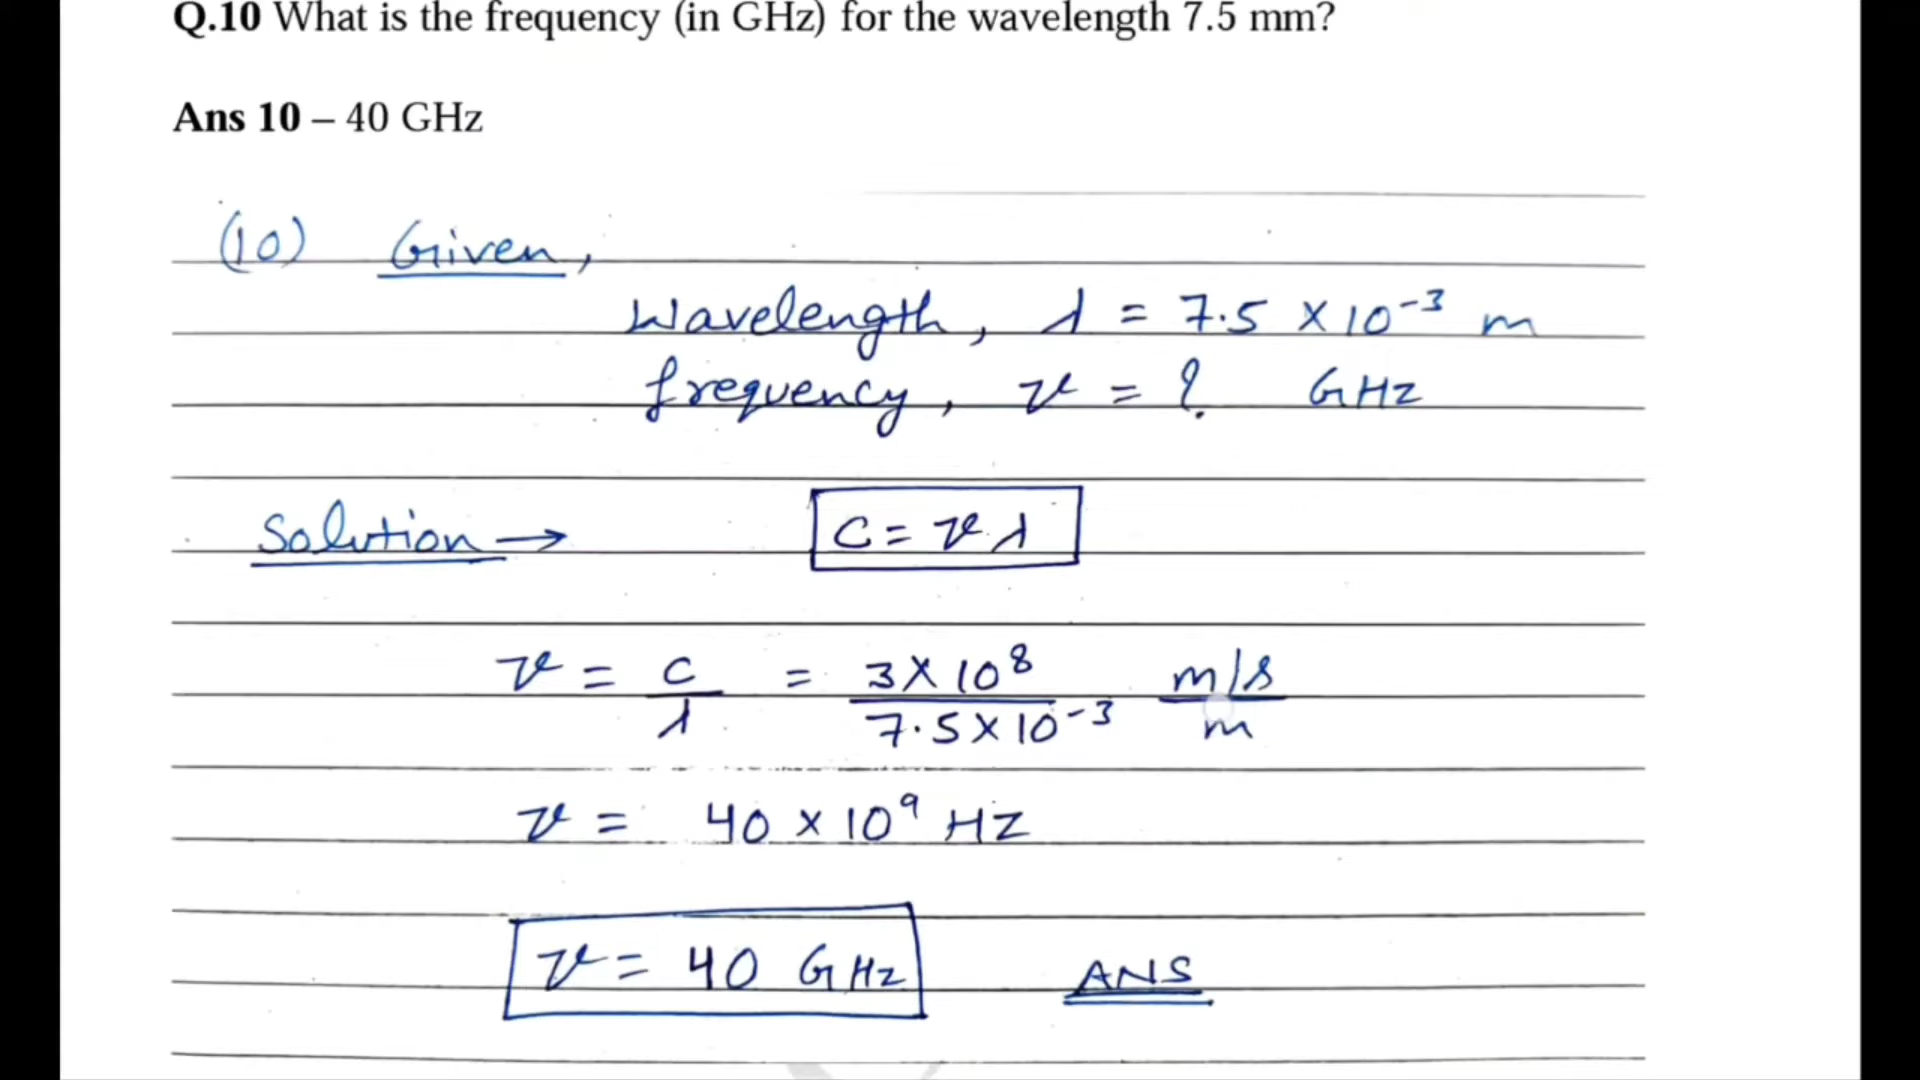 Q.10 What is the frequency (in GHz) for the wavelength 7.5 mm?
Ans 10 – 40 GHz
(10) Given,
Wavelength, λ = 7.5 × 10⁻³ m
frequency, ν = ? GHz
Solution → C = νλ
ν = c/λ = 3×10⁸/7.5×10⁻³ m/s/m
ν = 40 × 10⁹ Hz
ν = 40 GHz ANS